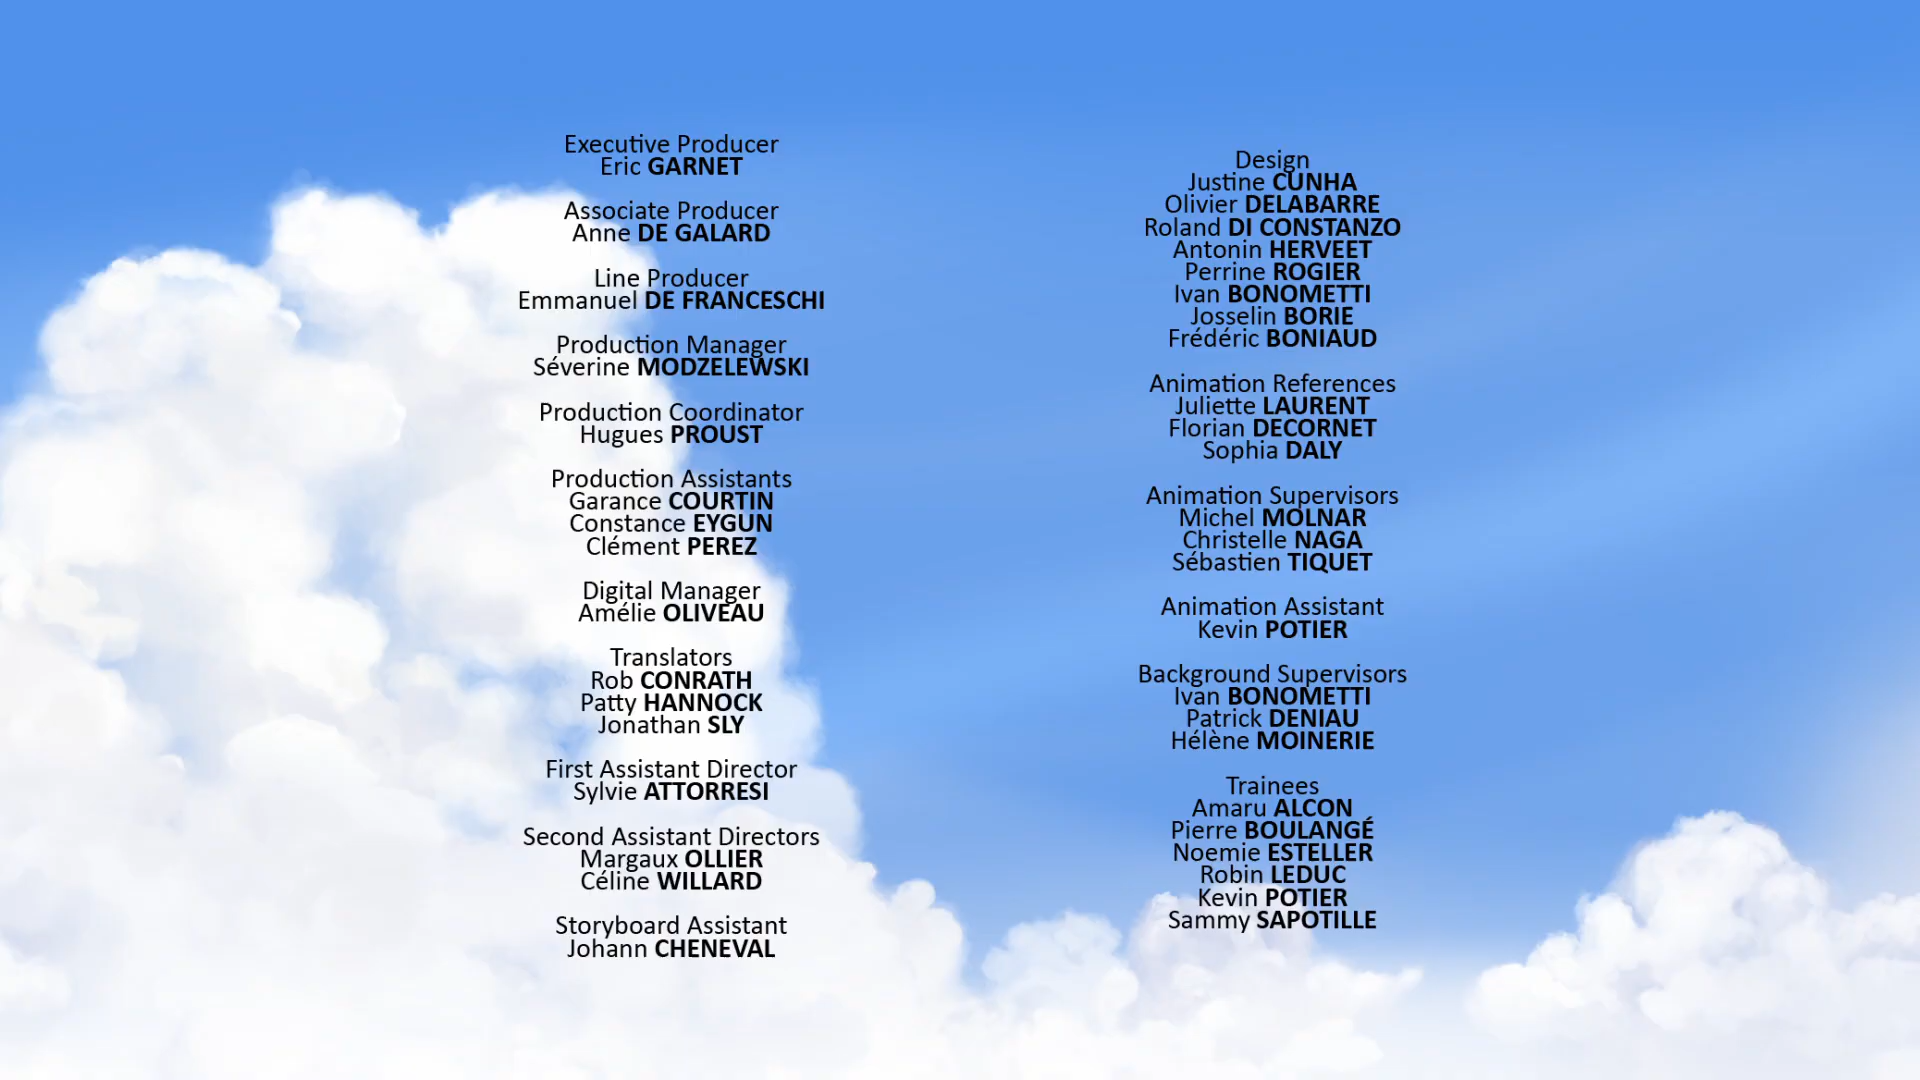 Executive Producer
Eric GARNET
Associate Producer
Anne DE GALARD
Line Producer
Emmanuel DE FRANCESCHI
Production Manager
Séverine MODZELEWSKI
Production Coordinator
Hugues PROUST
Production Assistants
Garance COURTIN
Constance EYGUN
Clément PEREZ
Digital Manager
Amélie OLIVEAU
Translators
Rob CONRATH
Patty HANNOCK
Jonathan SLY
First Assistant Director
Sylvie ATTORRESI
Second Assistant Directors
Margaux OLLIER
Céline WILLARD
Storyboard Assistant
Johann CHENEVAL
Design
Justine CUNHA
Olivier DELABARRE
Roland DI CONSTANZO
Antonin HERVEET
Perrine ROGIER
Ivan BONOMETTI
Josselin BORIE
Frédéric BONIAUD
Animation References
Juliette LAURENT
Florian DECORNET
Sophia DALY
Animation Supervisors
Michel MOLNAR
Christelle NAGA
Sébastien TIQUET
Animation Assistant
Kevin POTIER
Background Supervisors
Ivan BONOMETTI
Patrick DENIAU
Hélène MOINERIE
Trainees
Amaru ALCON
Pierre BOULANGÉ
Noemie ESTELLER
Robin LEDUC
Kevin POTIER
Sammy SAPOTILLE